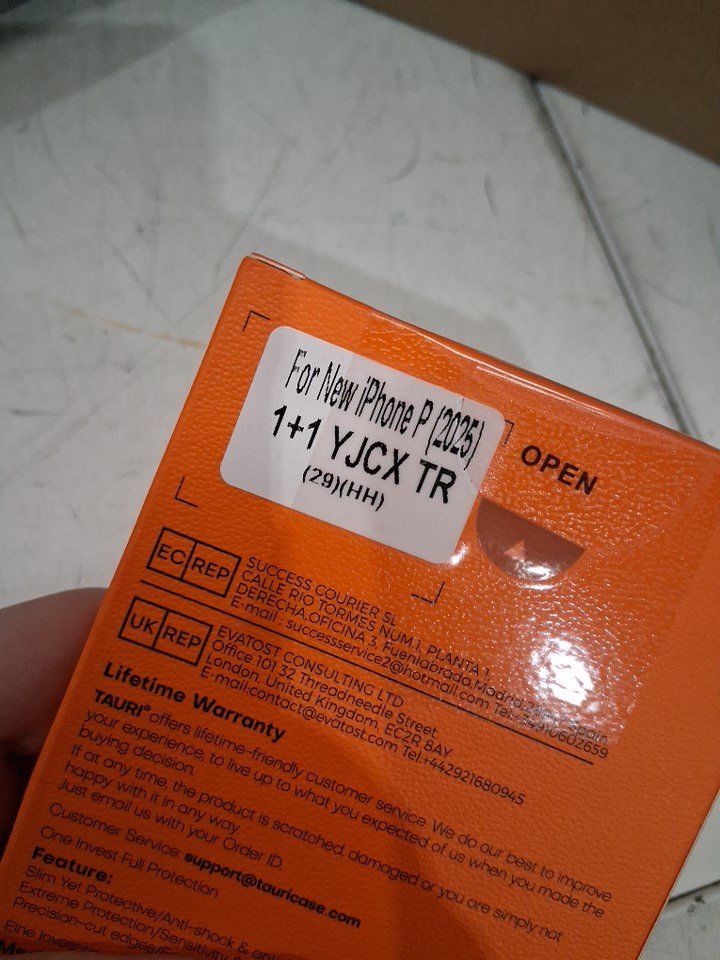 For New iPhone P (2025)
1+1 YJCX TR
(29)(HH)
OPEN
EC REP
SUCCESS COURIER SL
CALLE RIO TORMES NUM.1, PLANTA 1,
DERECHA,OFICINA 3, Fuenlabrada,Madrid,
E-mail : successservice2@hotmail.com Tel:+34910602659
UK REP
EVATOST CONSULTING LTD
Office 101 32 Threadneedle Street
London, United Kingdom, EC2R 8AY
E-mail:contact@evatost.com Tel:+442921680945
Lifetime Warranty
TAURI® offers lifetime-friendly customer service. We do our best to improve
your experience, to live up to what you expected of us when you made the
buying decision.
If at any time, the product is scratched, damaged or you are simply not
happy with it in any way.
Just email us with your Order ID
Customer Service: support@tauricase.com
One Invest Full Protection
Feature:
Slim Yet Protective/Anti-shock &
Extreme Protection/Sensitivity
Precision-cut edges/
Eine